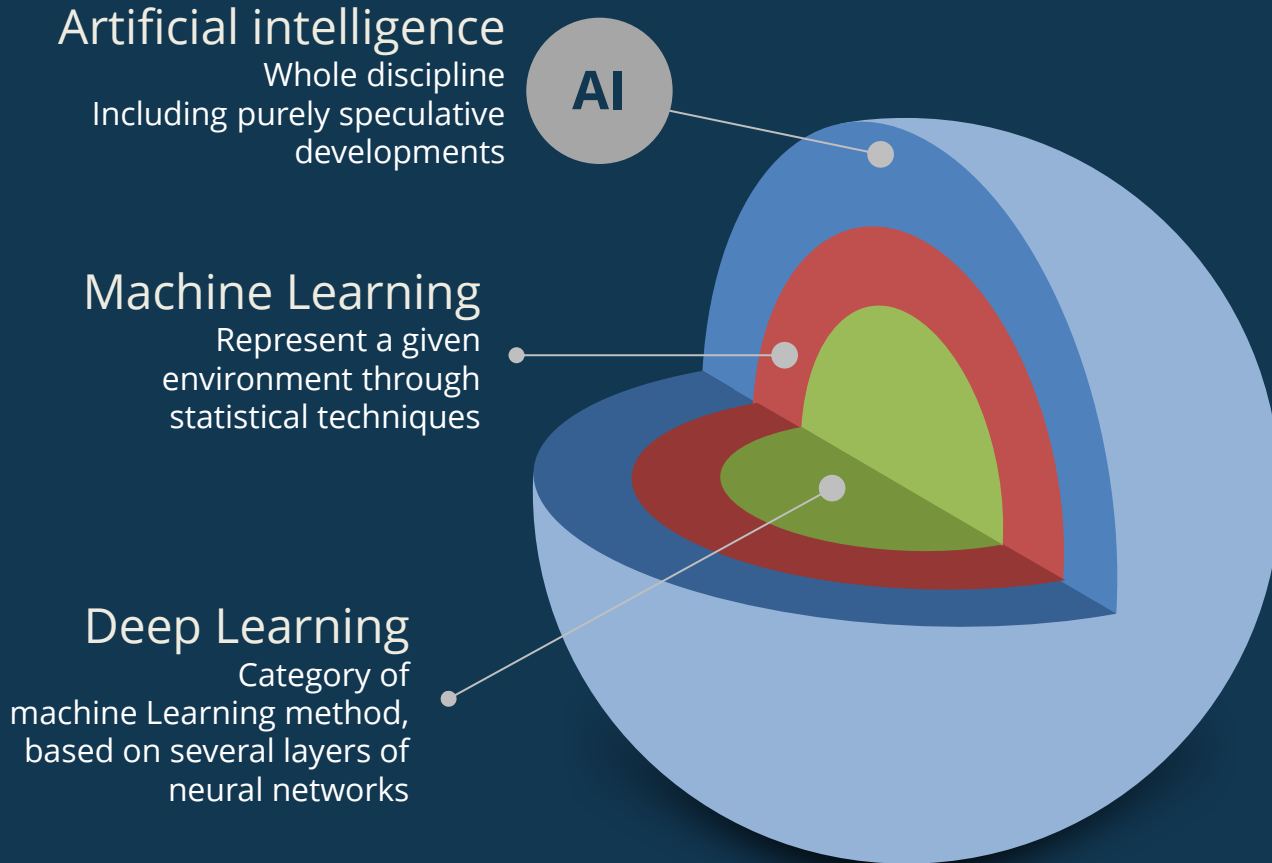 Artificial intelligence
Whole discipline
Including purely speculative
developments
AI
Machine Learning
Represent a given
environment through
statistical techniques
Deep Learning
Category of
machine Learning method,
based on several layers of
neural networks